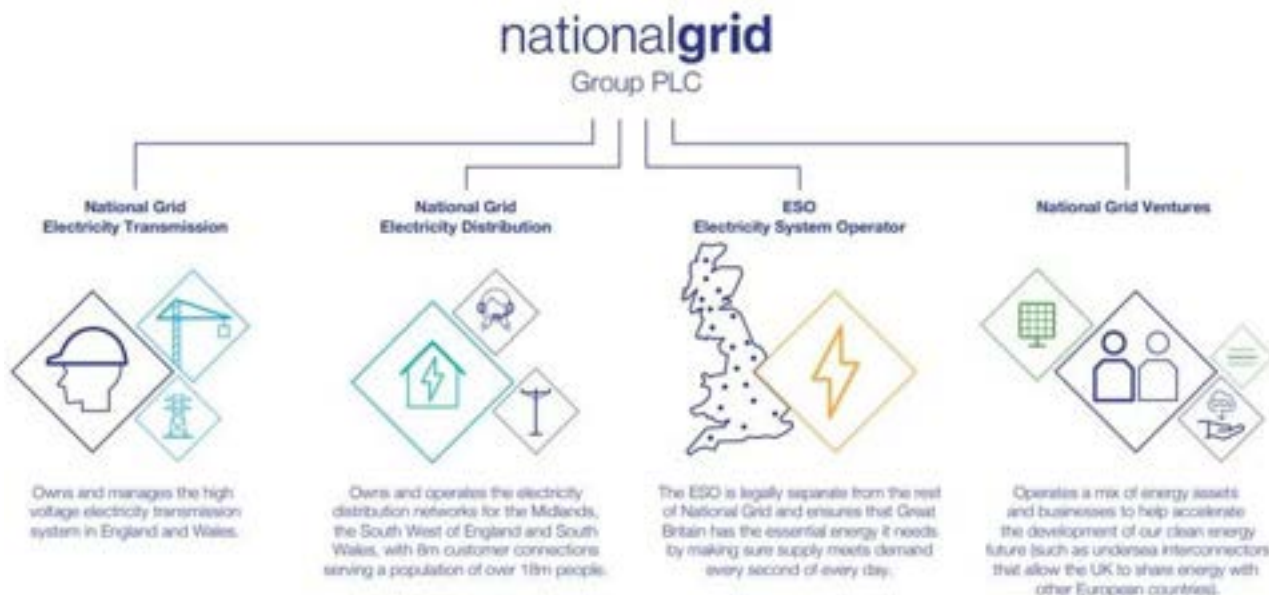 nationalgrid
Group PLC
National Grid
Electricity Transmission
Owns and manages the high
voltage electricity transmission
system in England and Wales.
National Grid
Electricity Distribution
Owns and operates the electricity
distribution networks for the Midlands,
the South West of England and South
Wales, with 8m customer connections
serving a population of over 18m people.
ESO
Electricity System Operator
The ESO is legally separate from the rest
of National Grid and ensures that Great
Britain has the essential energy it needs
by making sure supply meets demand
every second of every day.
National Grid Ventures
Operates a mix of energy assets
and businesses to help accelerate
the development of our clean energy
future (such as undersea interconnectors
that allow the UK to share energy with
other European countries).